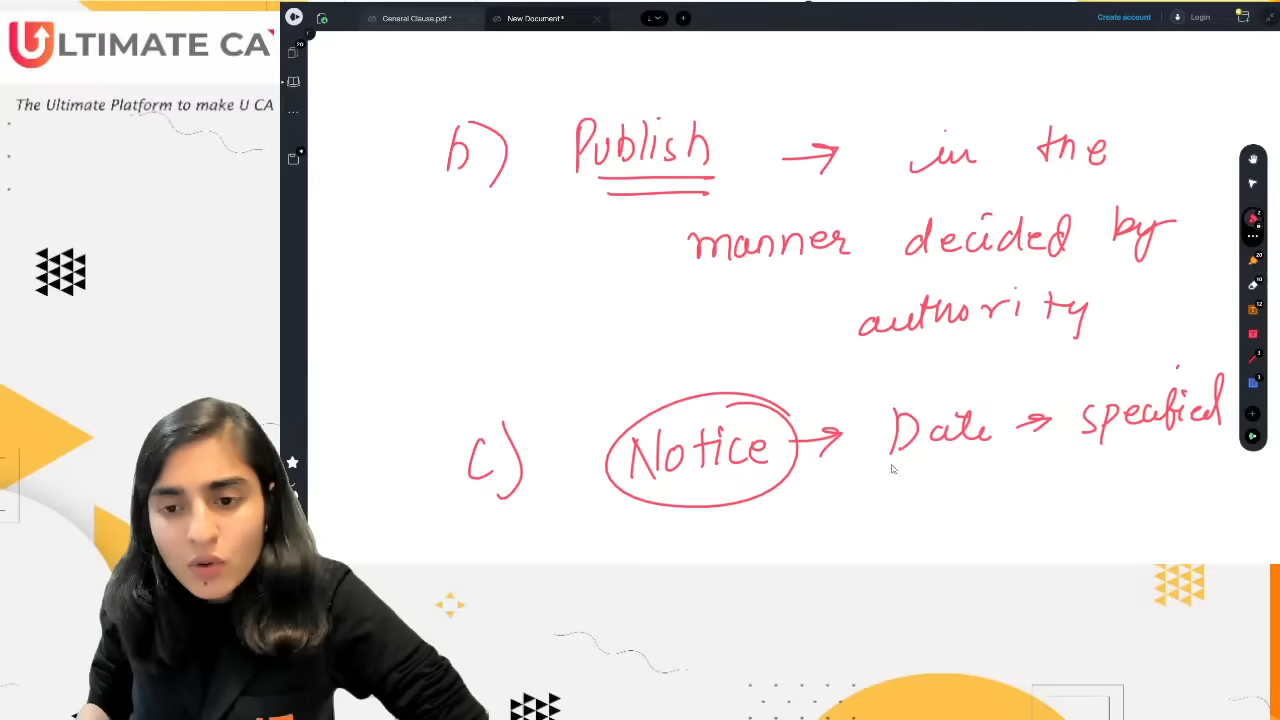 ULTIMATE CA
The Ultimate Platform to make U CA
General Clause.pdf *
New Document*
Create account
Login
b) Publish → in the
manner decided by
authority
c) Notice → Date → specified